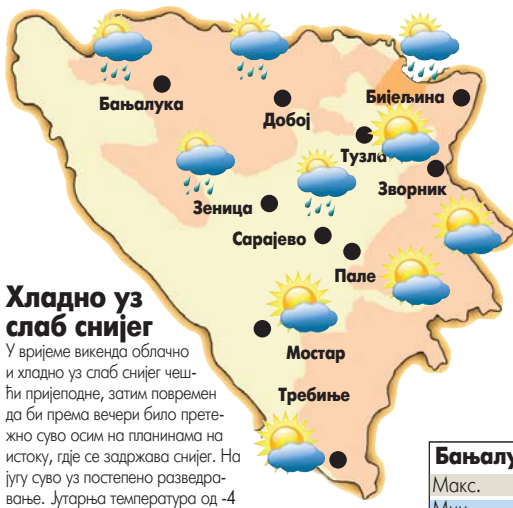 Бањалука
Добој
Бијељина
Тузла
Зворник
Зеница
Сарајево
Пале
Мостар
Требиње
Хладно уз
слаб снијег
У вријеме викенда облачно
и хладно уз слаб снијег чеш-
ћи пријеподне, затим повремен
да би према вечери било прете-
жно суво осим на планинама на
истоку, гдје се задржава снијег. На
југу суво уз постепено разведра-
вање. Јутарња температура од -4
Макс.